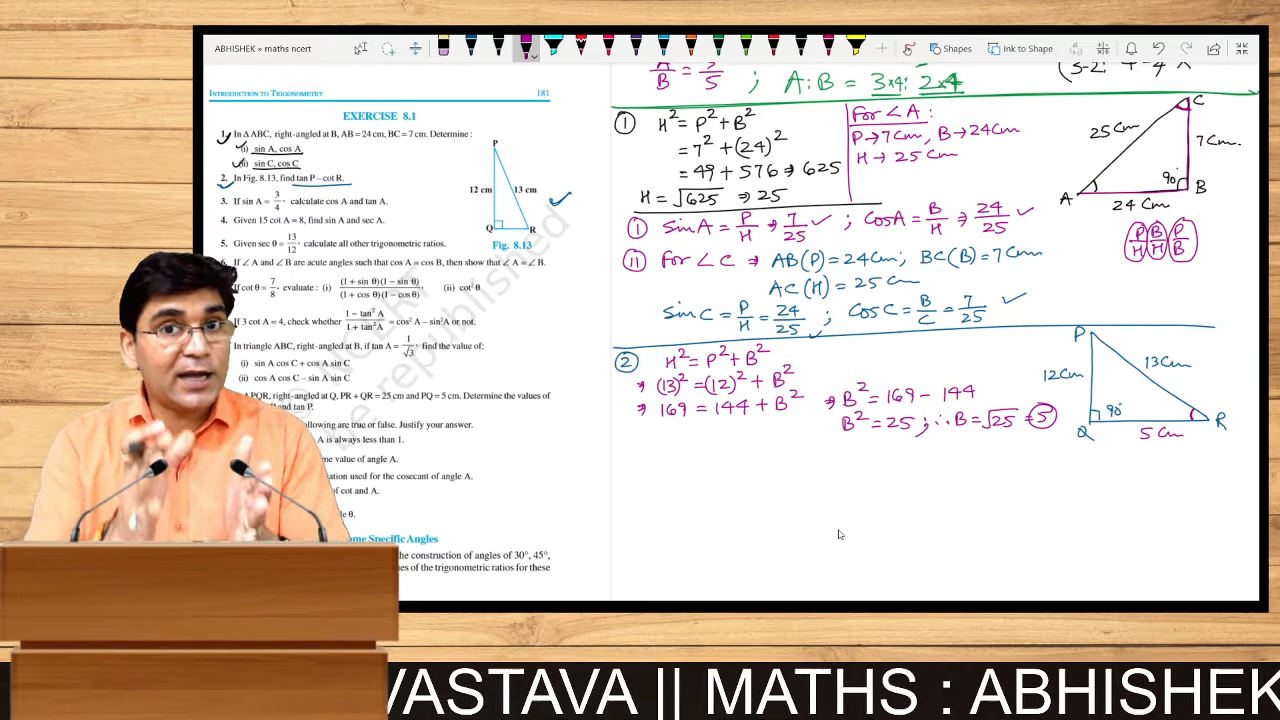 ABHISHEK » maths ncert
Shapes
Ink to Shape
INTRODUCTION TO TRIGONOMETRY 181
EXERCISE 8.1
1. In Δ ABC, right-angled at B, AB = 24 cm, BC = 7 cm. Determine :
(i) sin A, cos A
(ii) sin C, cos C
2. In Fig. 8.13, find tan P – cot R.
3. If sin A = 3/4, calculate cos A and tan A.
4. Given 15 cot A = 8, find sin A and sec A.
5. Given sec θ = 13/12, calculate all other trigonometric ratios.
6. If ∠ A and ∠ B are acute angles such that cos A = cos B, then show that ∠ A = ∠ B.
If cot θ = 7/8, evaluate : (i) (1 + sin θ)(1 – sin θ)/(1 + cos θ)(1 – cos θ), (ii) cot² θ
If 3 cot A = 4, check whether 1 – tan² A/1 + tan² A = cos² A – sin² A or not.
In triangle ABC, right-angled at B, if tan A = 1/√3, find the value of:
(i) sin A cos C + cos A sin C
(ii) cos A cos C – sin A sin C
PQR, right-angled at Q, PR + QR = 25 cm and PQ = 5 cm. Determine the values of
and tan P.
following are true or false. Justify your answer.
A is always less than 1.
me value of angle A.
iation used for the cosecant of angle A.
of cot and A.
le θ.
ome Specific Angles
the construction of angles of 30°, 45°,
es of the trigonometric ratios for these
P
12 cm
13 cm
Q
R
Fig. 8.13
© NCERT
be republished
A/B = 3/5 ; A:B = 3×4 : 2×4
① H² = P² + B²
= 7² + (24)²
= 49 + 576 ⇒ 625
H = √625 ⇒ 25
For ∠A:
P → 7 cm, B → 24 cm
H → 25 cm
C
25 cm
7 cm.
90°
A
B
24 cm
P/H B/H P/B
① sin A = P/H ⇒ 7/25 ; Cos A = B/H ⇒ 24/25
⑪ For ∠C ⇒ AB(P) = 24 cm; BC(B) = 7 cm
AC(H) = 25 cm
sin C = P/H = 24/25 ; Cos C = B/C = 7/25
② H² = P² + B²
⇒ (13)² = (12)² + B²
⇒ 169 = 144 + B² ⇒ B² = 169 - 144
B² = 25; ∴ B = √25 = 5
P
12 cm
13 cm
90°
Q
R
5 cm
VASTAVA || MATHS : ABHISHEK